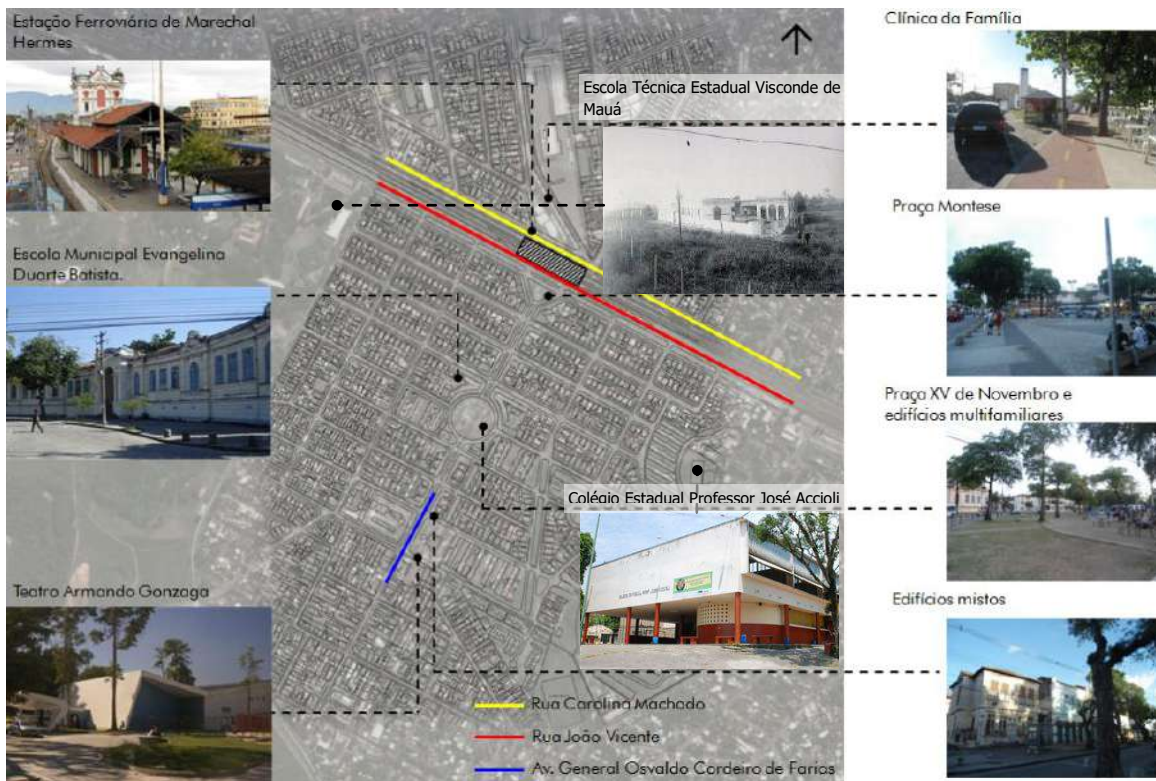 Estação Ferroviária de Marechal
Hermes
Escola Municipal Evangelina
Duarte Batista.
Teatro Armando Gonzaga
Escola Técnica Estadual Visconde de
Mauá
Colégio Estadual Professor José Accioli
Rua Carolina Machado
Rua João Vicente
Av. General Osvaldo Cordeiro de Farias
Clínica da Família
Praça Montese
Praça XV de Novembro e
edifícios multifamiliares
Edifícios mistos